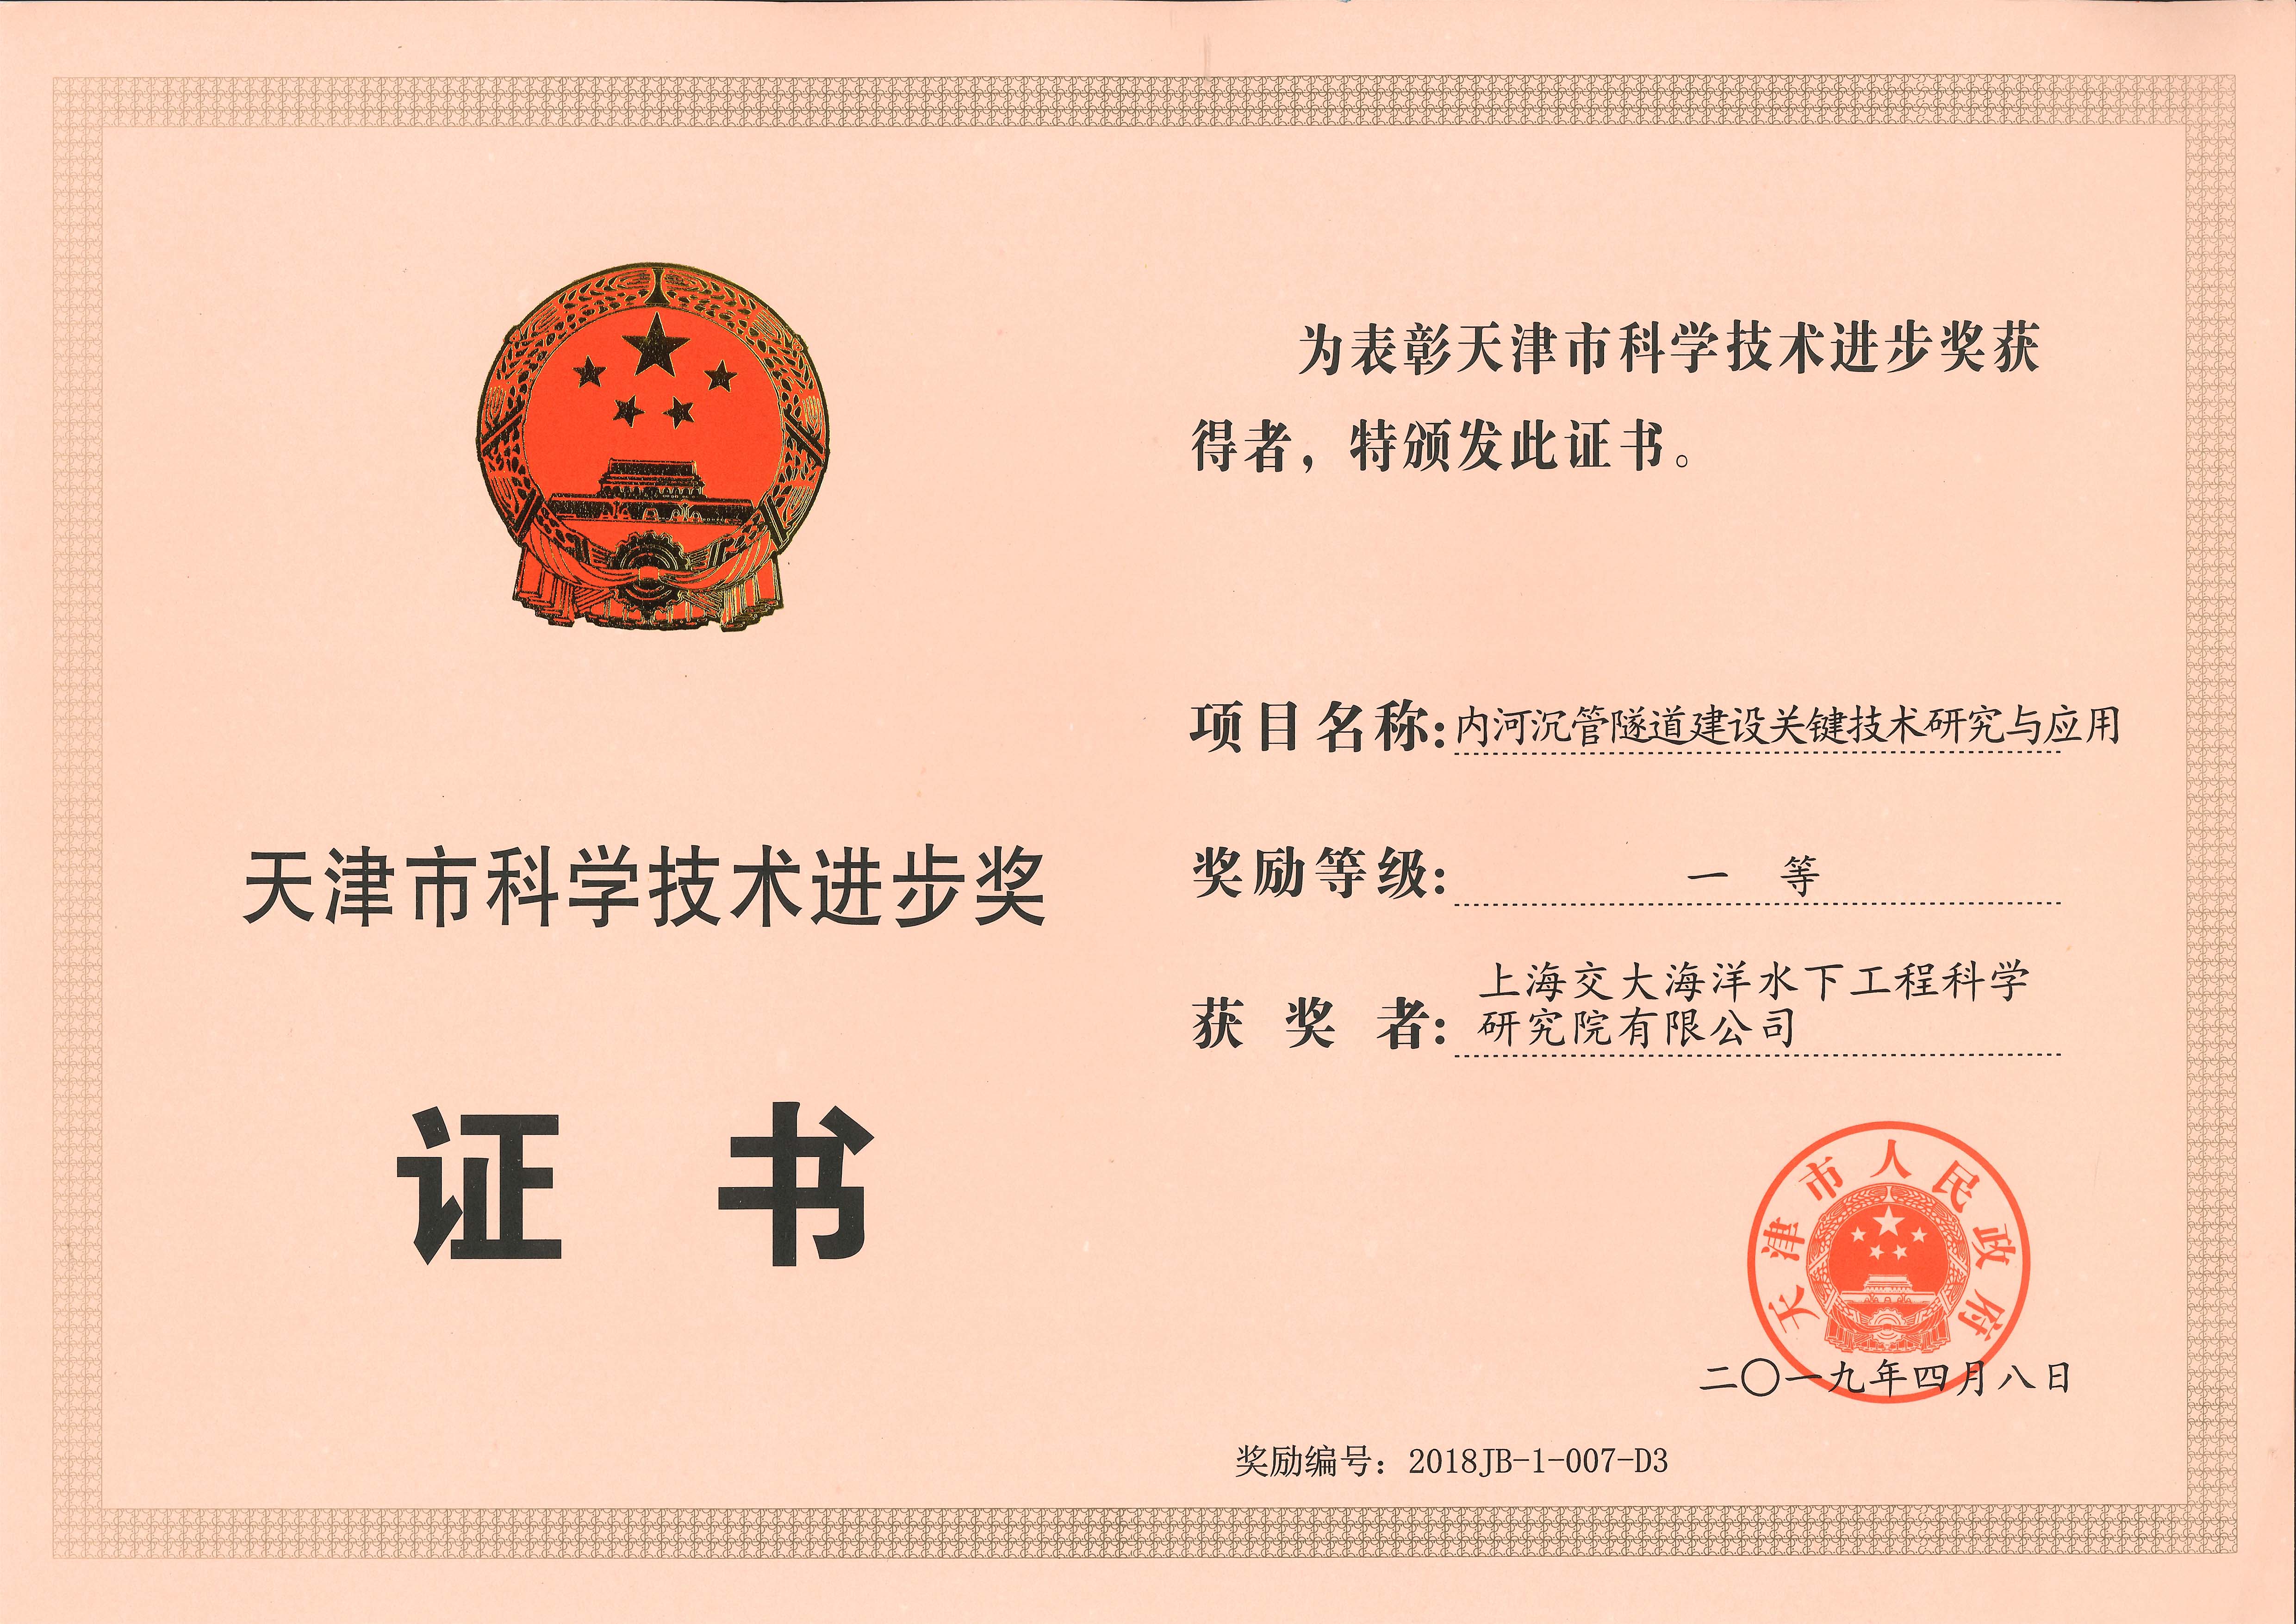 天津市科学技术进步奖
证 书
为表彰天津市科学技术进步奖获
得者，特颁发此证书。
项目名称：内河沉管隧道建设关键技术研究与应用
奖励等级： 一 等
获 奖 者：上海交大海洋水下工程科学
研究院有限公司
天津市人民政府
二〇一九年四月八日
奖励编号：2018JB-1-007-D3